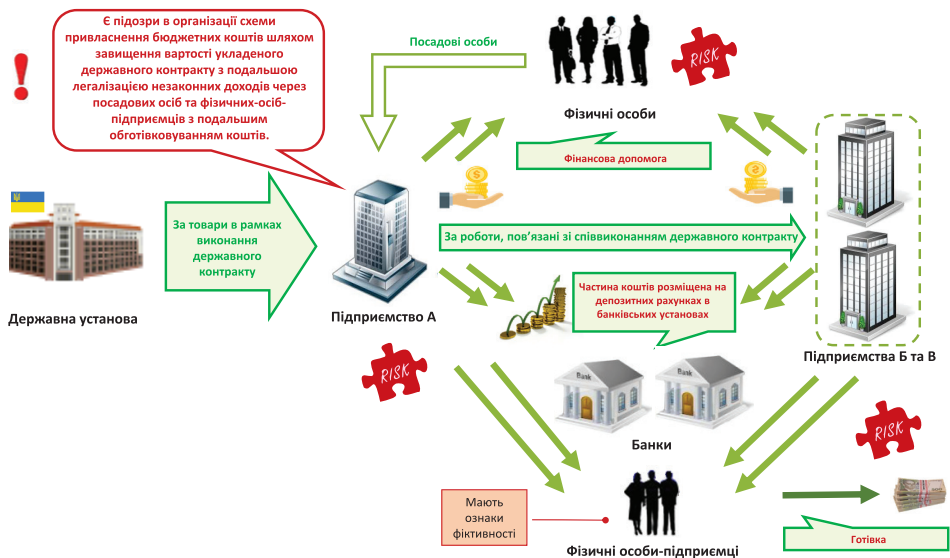 Є підозри в організації схеми
привласнення бюджетних коштів шляхом
завищення вартості укладеного
державного контракту з подальшою
легалізацією незаконних доходів через
посадових осіб та фізичних-осіб-
підприємців з подальшим
обготівковуванням коштів.
Посадові особи
RISK
Фізичні особи
Фінансова допомога
За товари в рамках
виконання
державного
контракту
За роботи, пов’язані зі співвиконанням державного контракту
Державна установа
Підприємство А
Частина коштів розміщена на
депозитних рахунках в
банківських установах
Підприємства Б та В
RISK
Bank
Bank
RISK
Банки
Мають
ознаки
фіктивності
Фізичні особи-підприємці
Готівка